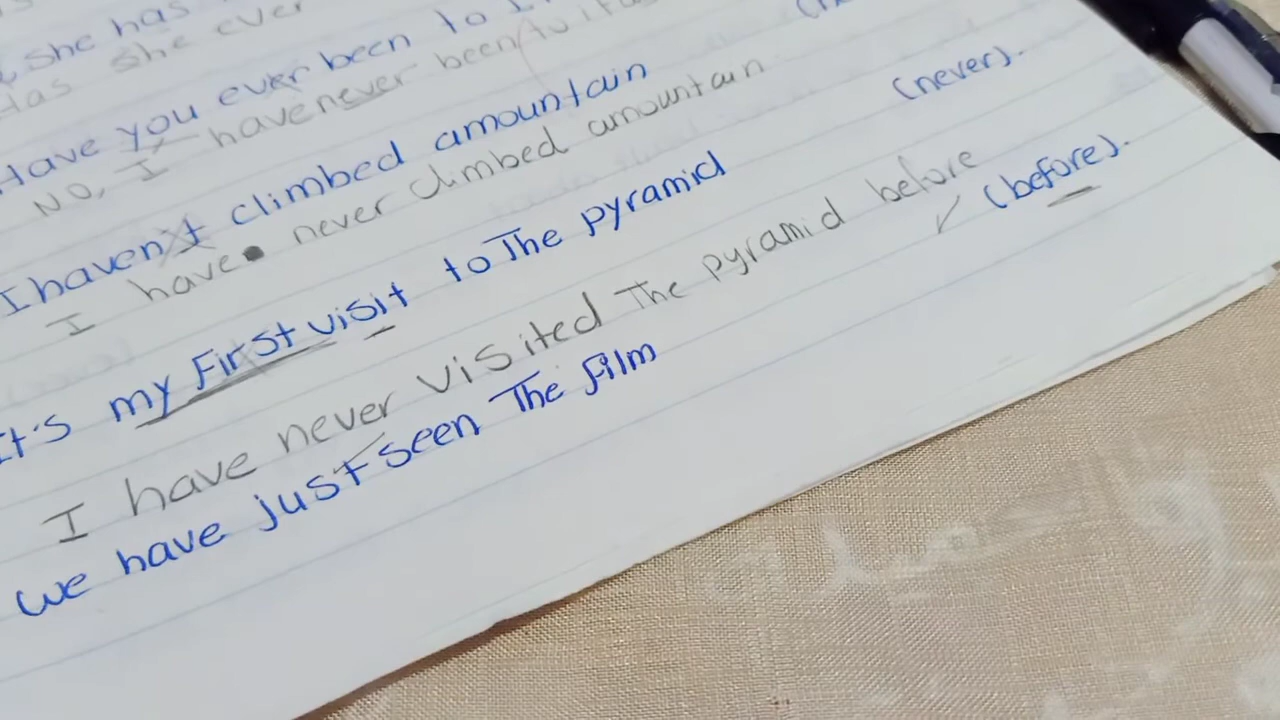 she has
Has she ever
Have you ever been to
No, I have never been
I haven't climbed amountain (never).
I have never climbed amountain
It's my First visit to The pyramid (before).
I have never visited The pyramid before
we have just seen The film